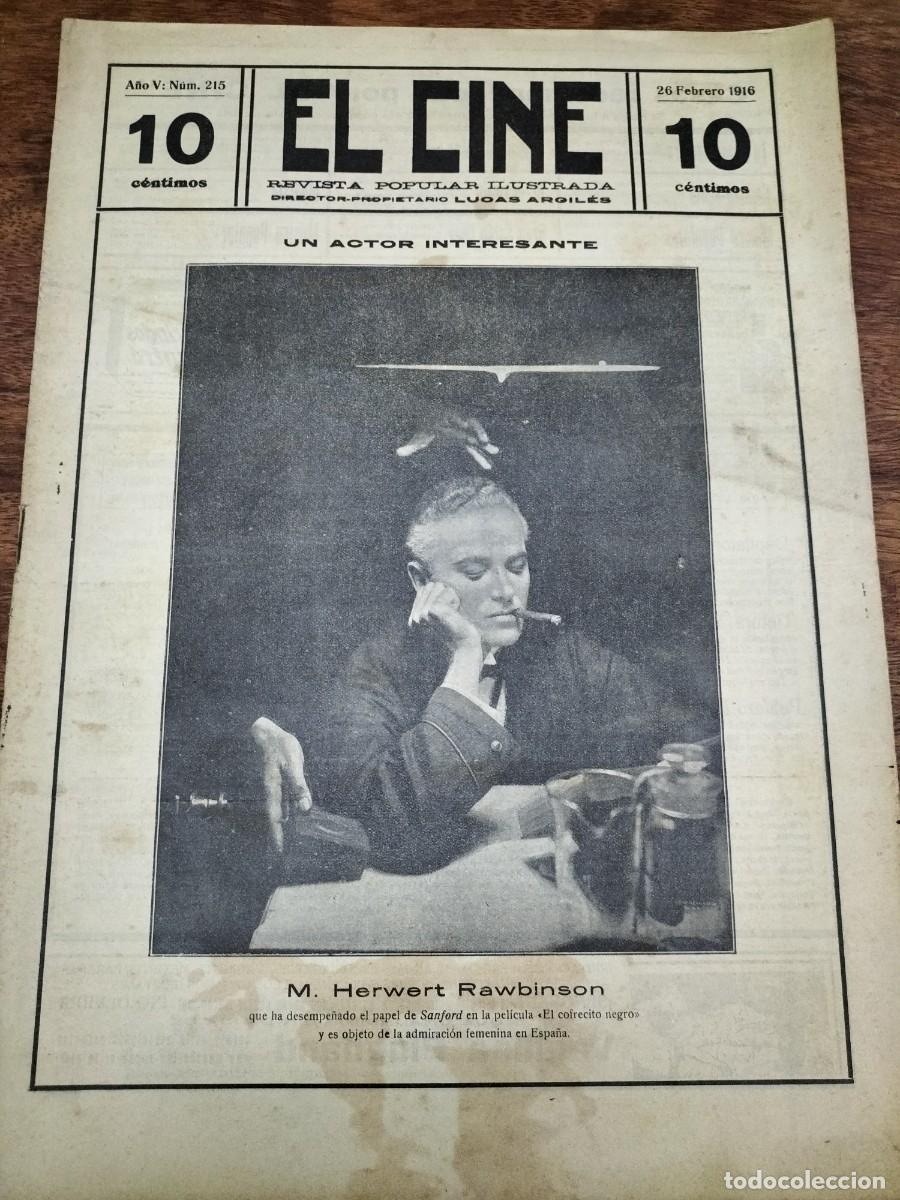 Año V: Núm. 215
10
céntimos
EL CINE
REVISTA POPULAR ILUSTRADA
DIRECTOR-PROPIETARIO LUCAS ARGILÉS
26 Febrero 1916
10
céntimos
UN ACTOR INTERESANTE
M. Herwert Rawbinson
que ha desempeñado el papel de Sanford en la película «El cofrecito negro»
y es objeto de la admiración femenina en España.
todocoleccion